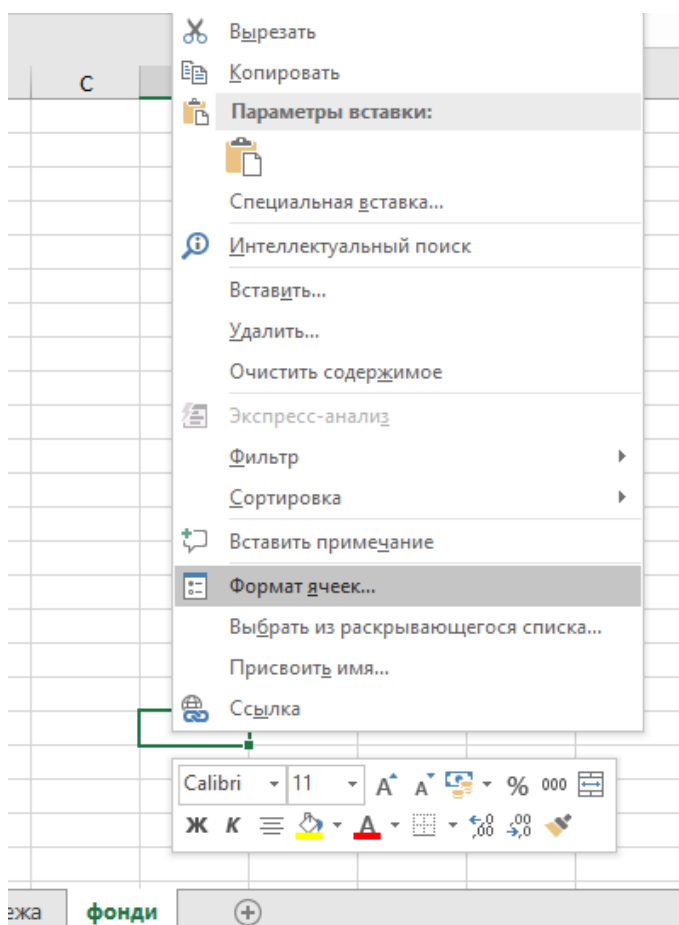 Вырезать
C
Копировать
Параметры вставки:
Специальная вставка...
Интеллектуальный поиск
Вставить...
Удалить...
Очистить содержимое
Экспресс-анализ
Фильтр
Сортировка
Вставить примечание
Формат ячеек...
Выбрать из раскрывающегося списка...
Присвоить имя...
Ссылка
Calibri 11 A A % 000
Ж К А ,00 ,00 ,0
ежа фонди